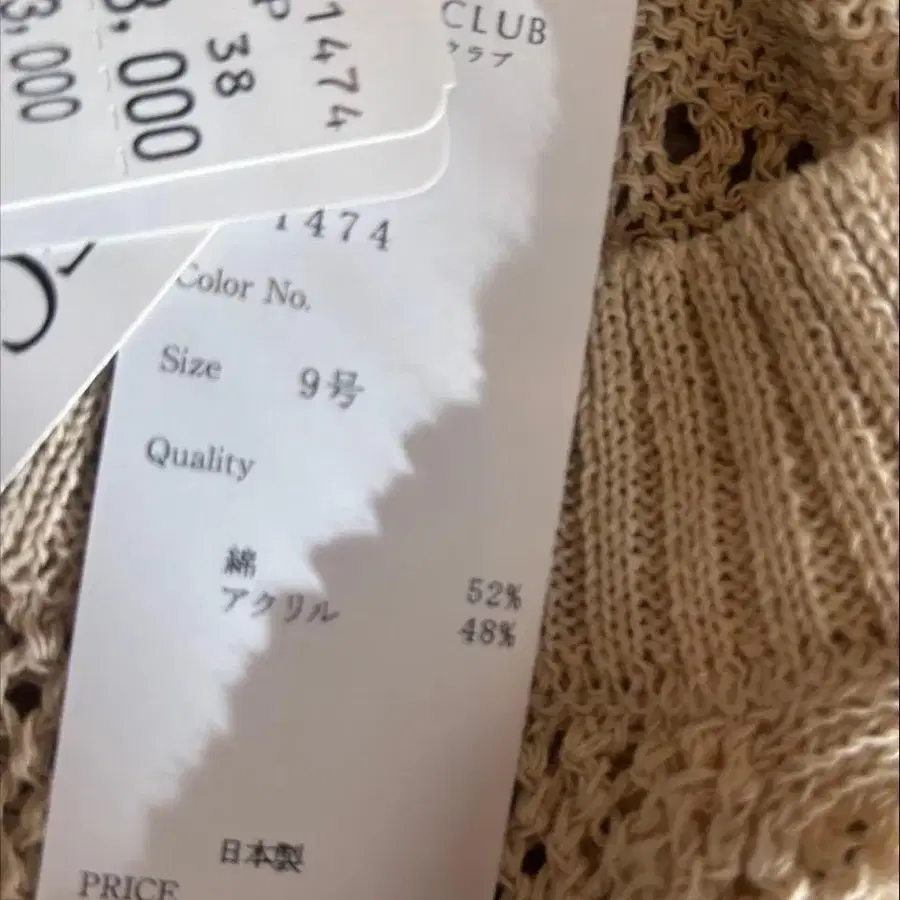 3,000
3,000
38
1474
CLUB
クラブ
1474
Color No.
Size 9号
Quality
綿 52%
アクリル 48%
日本製
PRICE